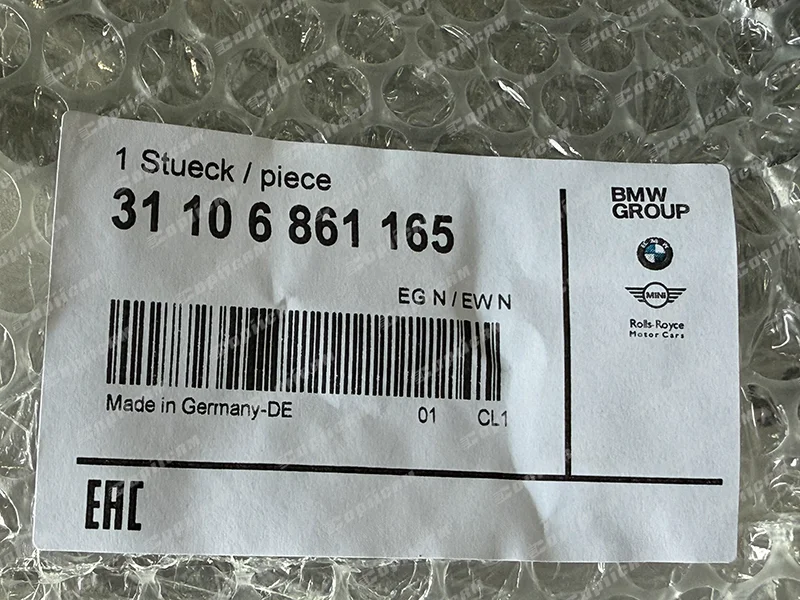 1 Stueck / piece
31 10 6 861 165
EG N / EW N
Made in Germany-DE 01 CL1
EAC
BMW
GROUP
BMW
MINI
Rolls-Royce
Motor Cars